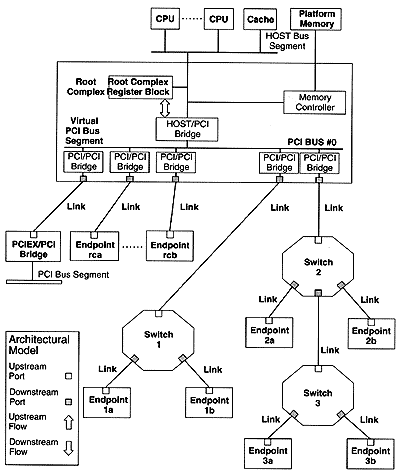 CPU
CPU
Cache
Platform
Memory
HOST Bus
Segment
Root
Complex
Root Complex
Register Block
Memory
Controller
HOST/PCI
Bridge
Virtual
PCI Bus
Segment
PCI BUS #0
PCI/PCI
Bridge
PCI/PCI
Bridge
PCI/PCI
Bridge
PCI/PCI
Bridge
PCI/PCI
Bridge
Link
Link
Link
Link
Link
PCIEX/PCI
Bridge
Endpoint
rca
Endpoint
rcb
PCI Bus Segment
Switch
2
Link
Link
Endpoint
2a
Endpoint
2b
Switch
1
Link
Link
Link
Endpoint
1a
Endpoint
1b
Switch
3
Link
Link
Endpoint
3a
Endpoint
3b
Architectural
Model
Upstream
Port
Downstream
Port
Upstream
Flow
Downstream
Flow